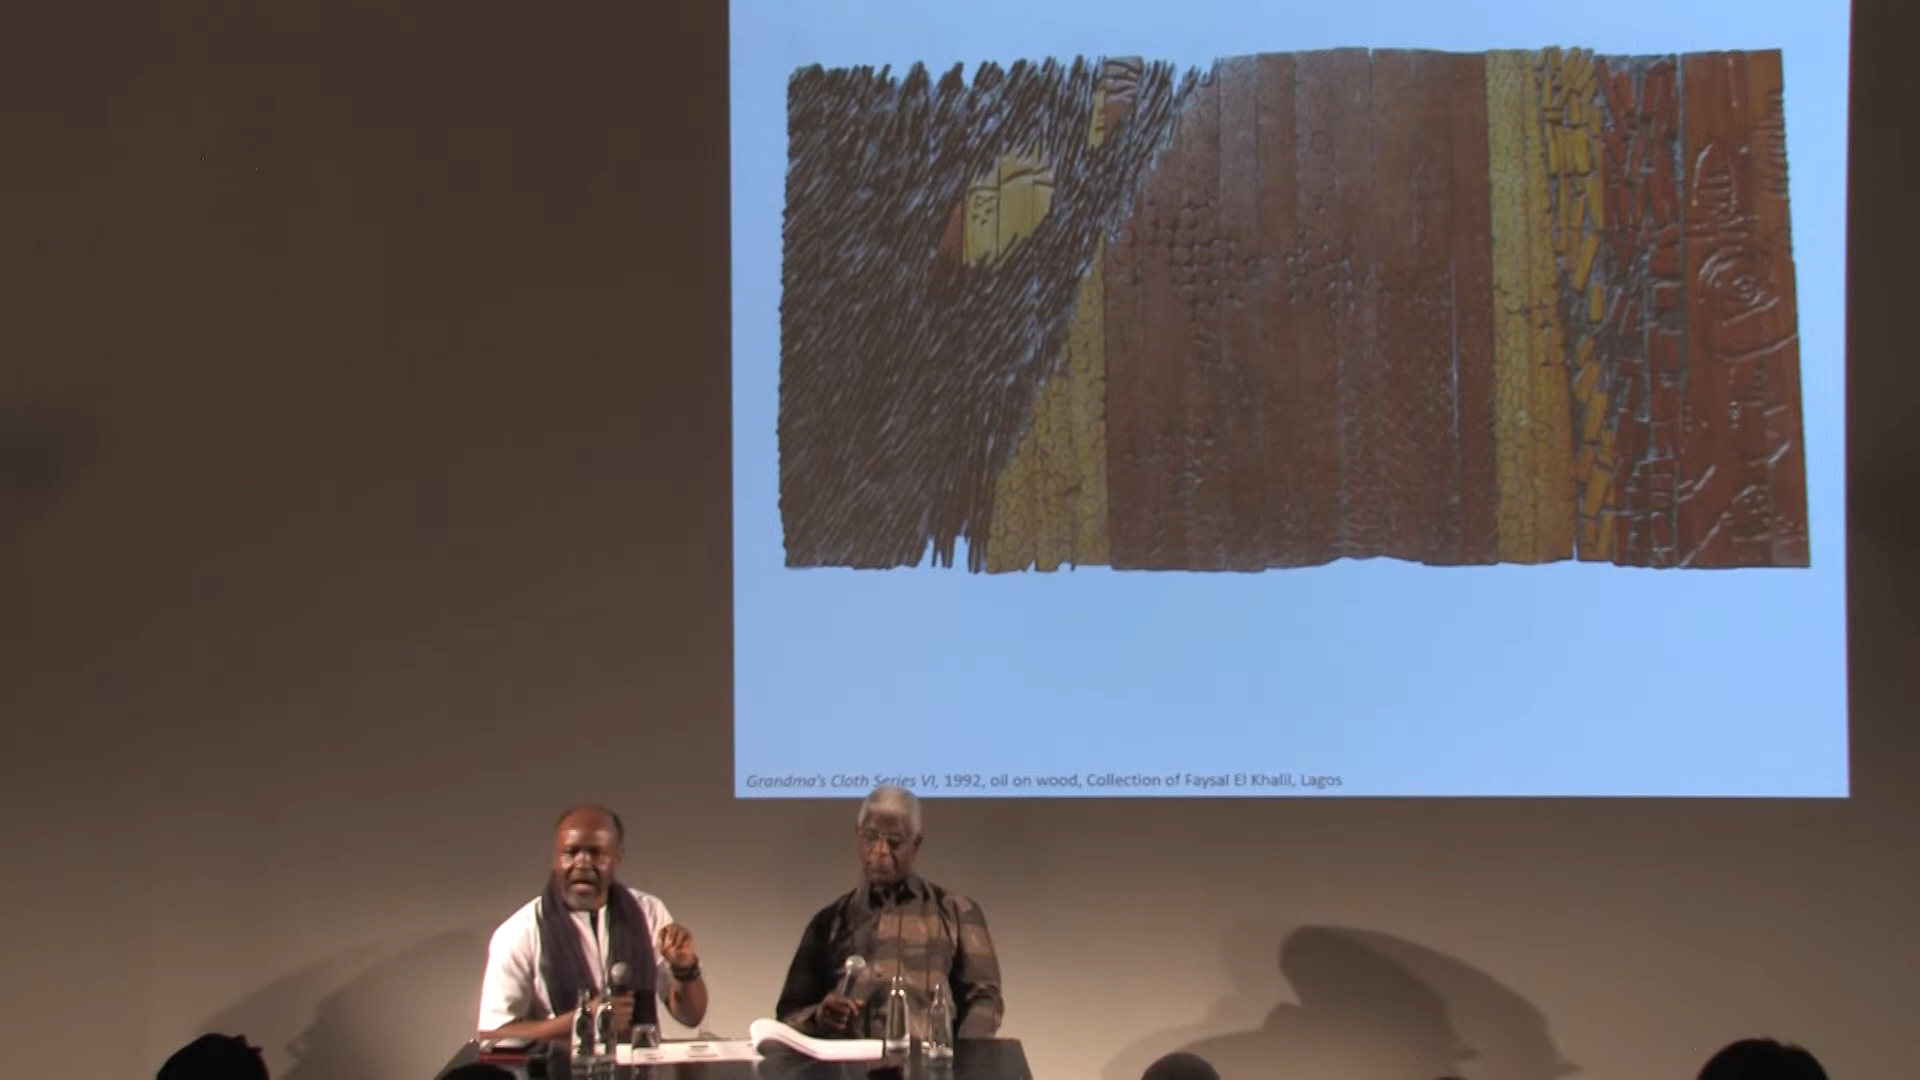 Grandma's Cloth Series VI, 1992, oil on wood, Collection of Faysal El Khalil, Lagos